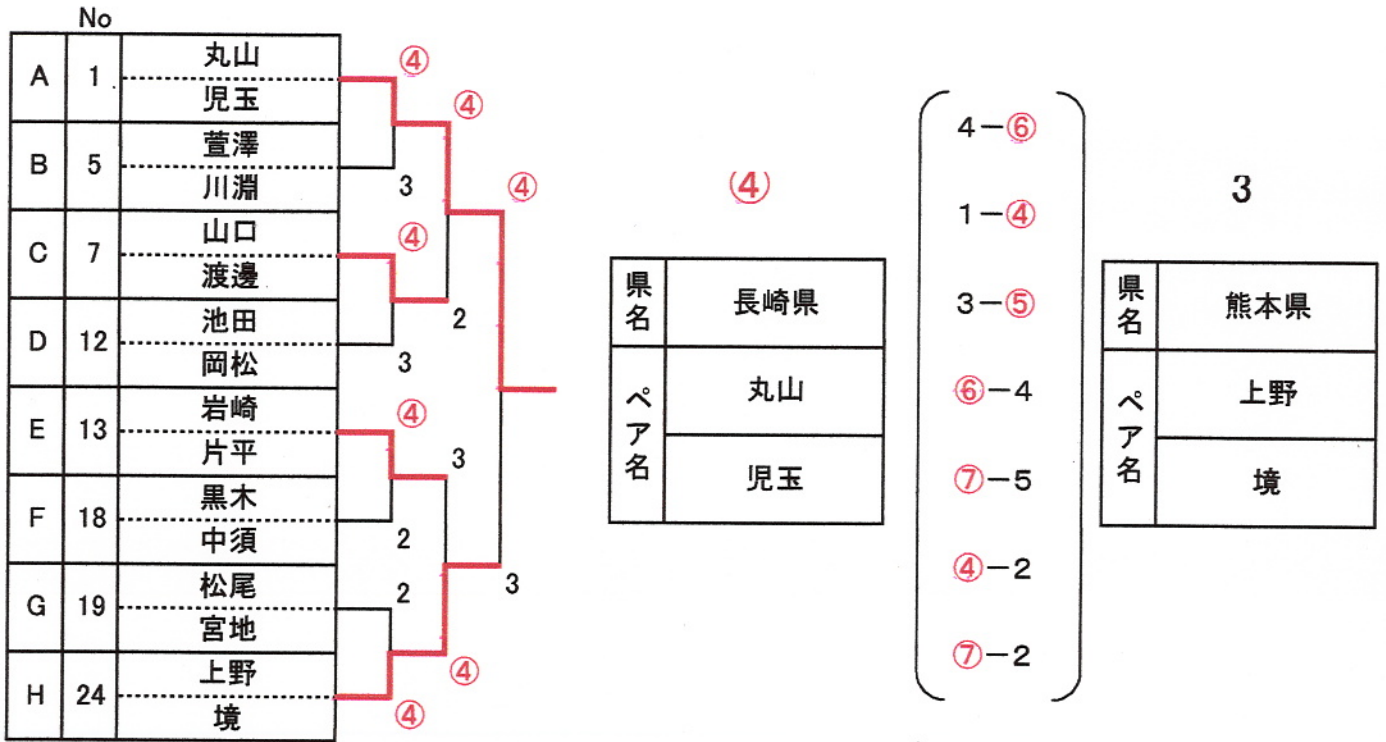 No
A 1 丸山
児玉
B 5 萱澤
川淵
C 7 山口
渡邊
D 12 池田
岡松
E 13 岩崎
片平
F 18 黒木
中須
G 19 松尾
宮地
H 24 上野
境
④
3
④
3
④
2
2
④
④
2
3
④
④
3
④
県名 長崎県
ペア名 丸山
児玉
4－⑥
1－④
3－⑤
⑥－4
⑦－5
④－2
⑦－2
3
県名 熊本県
ペア名 上野
境